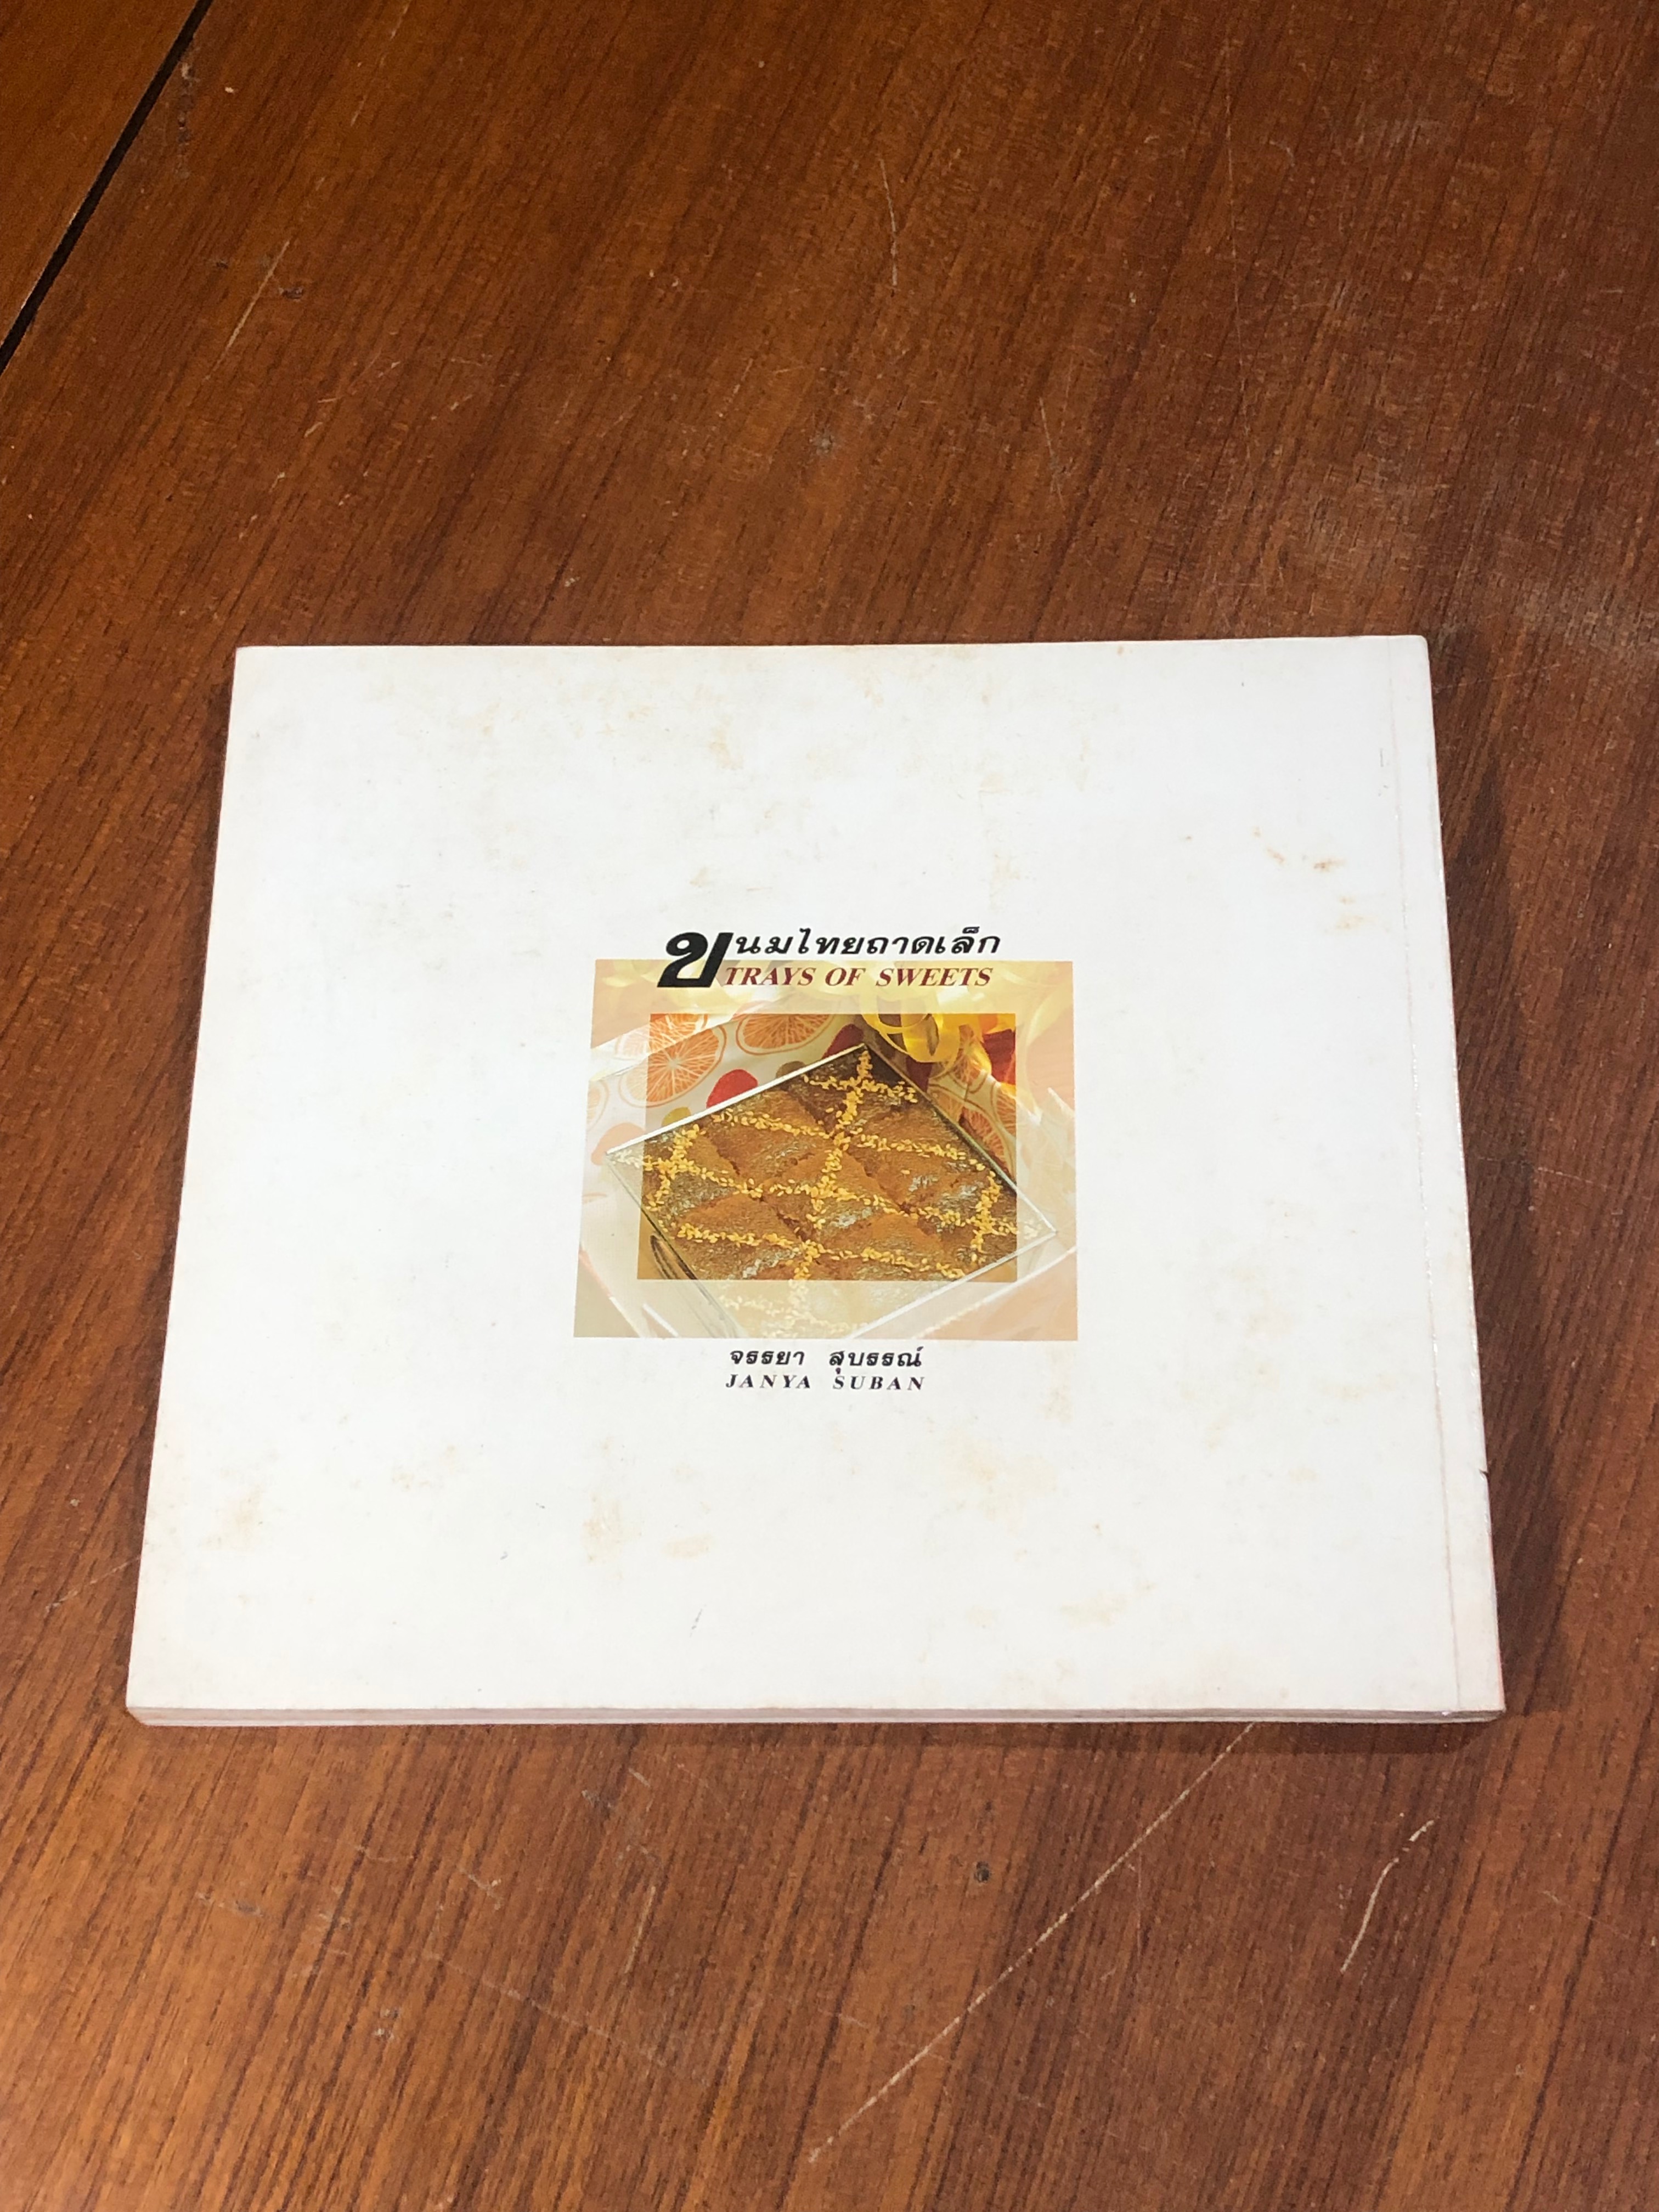 ขนมไทยถาดเล็ก
TRAYS OF SWEETS
จรรยา สุบรรณ์
JANYA SUBAN